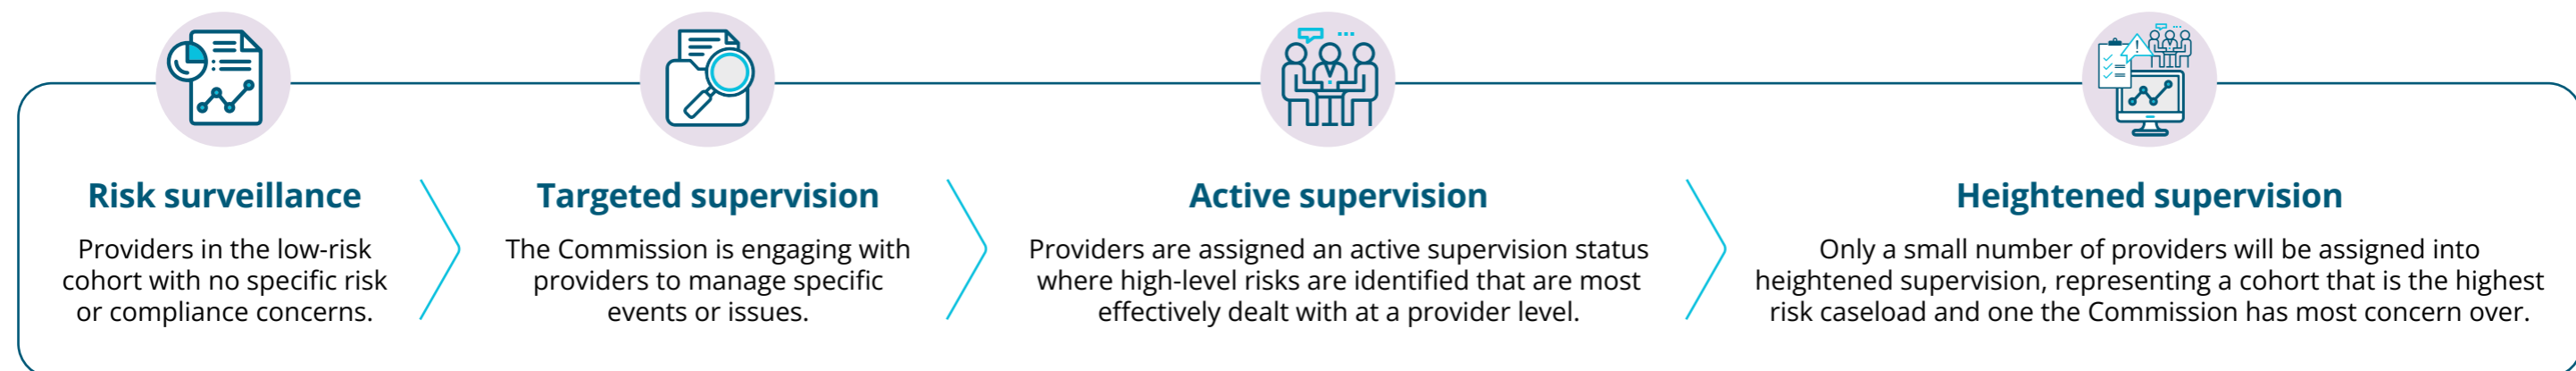 Risk surveillance
Providers in the low-risk
cohort with no specific risk
or compliance concerns.
Targeted supervision
The Commission is engaging with
providers to manage specific
events or issues.
Active supervision
Providers are assigned an active supervision status
where high-level risks are identified that are most
effectively dealt with at a provider level.
Heightened supervision
Only a small number of providers will be assigned into
heightened supervision, representing a cohort that is the highest
risk caseload and one the Commission has most concern over.